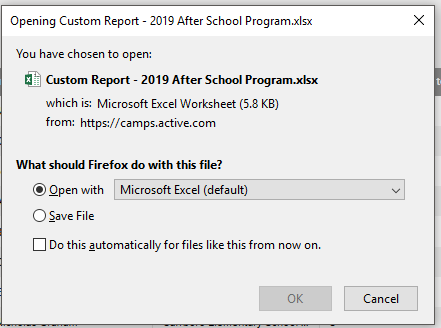 Opening Custom Report - 2019 After School Program.xlsx
You have chosen to open:
Custom Report - 2019 After School Program.xlsx
which is: Microsoft Excel Worksheet (5.8 KB)
from: https://camps.active.com
What should Firefox do with this file?
Open with Microsoft Excel (default)
Save File
Do this automatically for files like this from now on.
OK Cancel